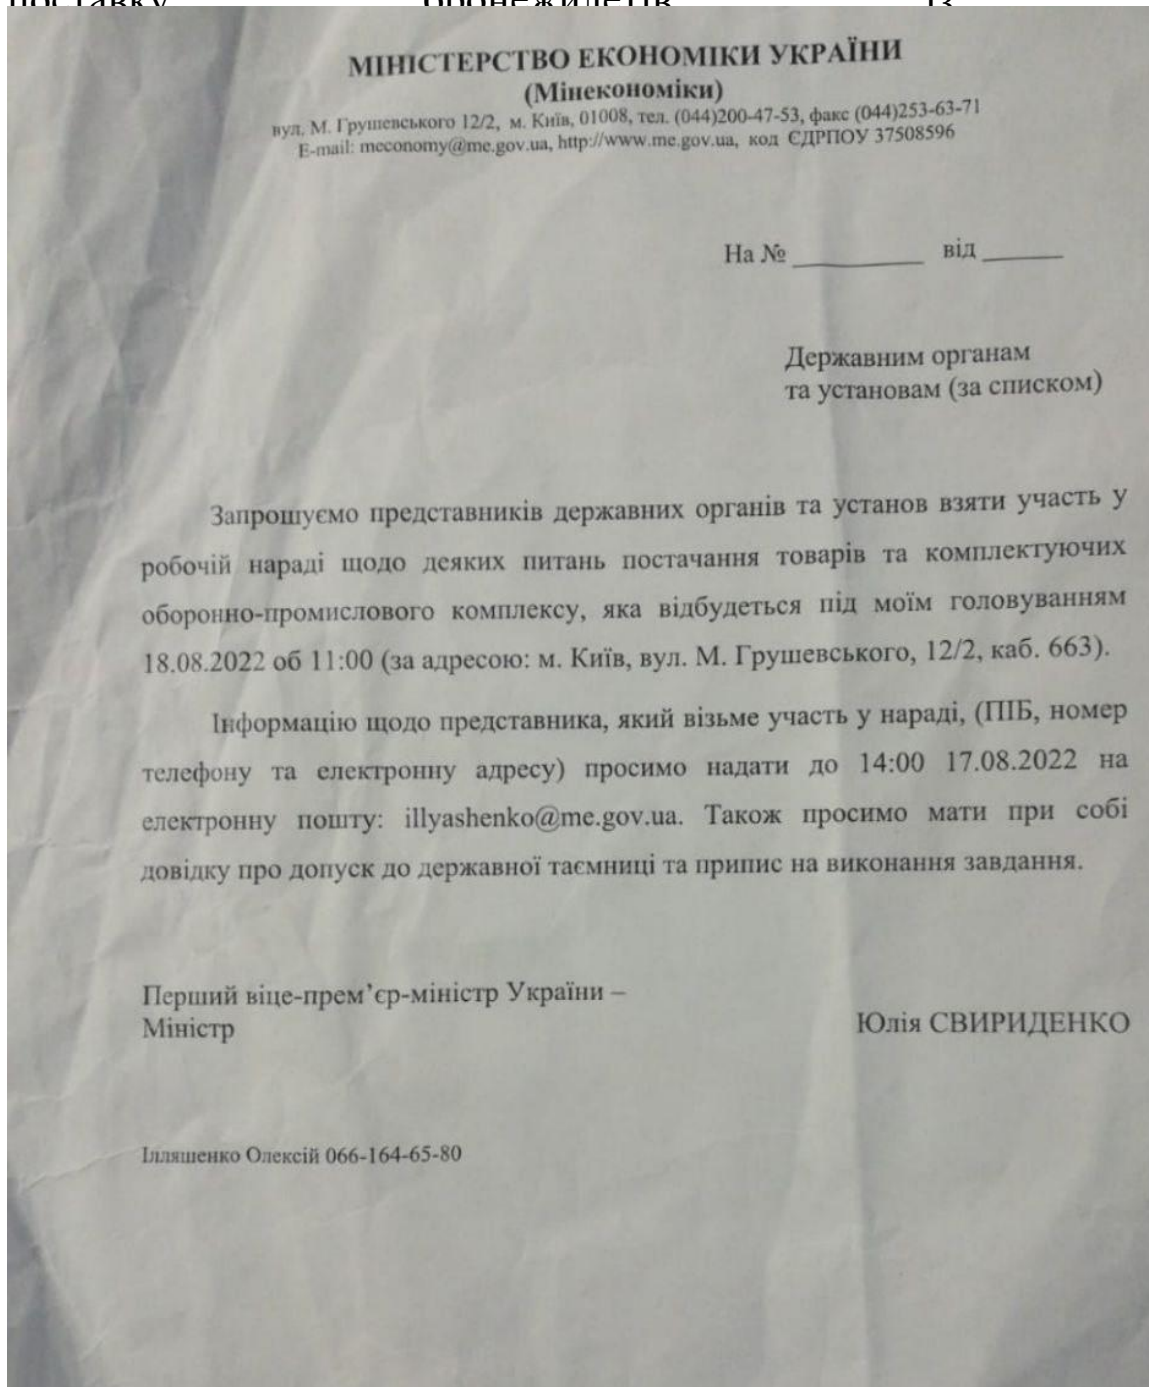 поставку бронежилетів із
МІНІСТЕРСТВО ЕКОНОМІКИ УКРАЇНИ
(Мінекономіки)
вул. М. Грушевського 12/2, м. Київ, 01008, тел. (044)200-47-53, факс (044)253-63-71
E-mail: meconomy@me.gov.ua, http://www.me.gov.ua, код ЄДРПОУ 37508596
На № __________ від ______
Державним органам
та установам (за списком)
Запрошуємо представників державних органів та установ взяти участь у
робочій нараді щодо деяких питань постачання товарів та комплектуючих
оборонно-промислового комплексу, яка відбудеться під моїм головуванням
18.08.2022 об 11:00 (за адресою: м. Київ, вул. М. Грушевського, 12/2, каб. 663).
Інформацію щодо представника, який візьме участь у нараді, (ПІБ, номер
телефону та електронну адресу) просимо надати до 14:00 17.08.2022 на
електронну пошту: illyashenko@me.gov.ua. Також просимо мати при собі
довідку про допуск до державної таємниці та припис на виконання завдання.
Перший віце-прем’єр-міністр України –
Міністр
Юлія СВИРИДЕНКО
Ілляшенко Олексій 066-164-65-80